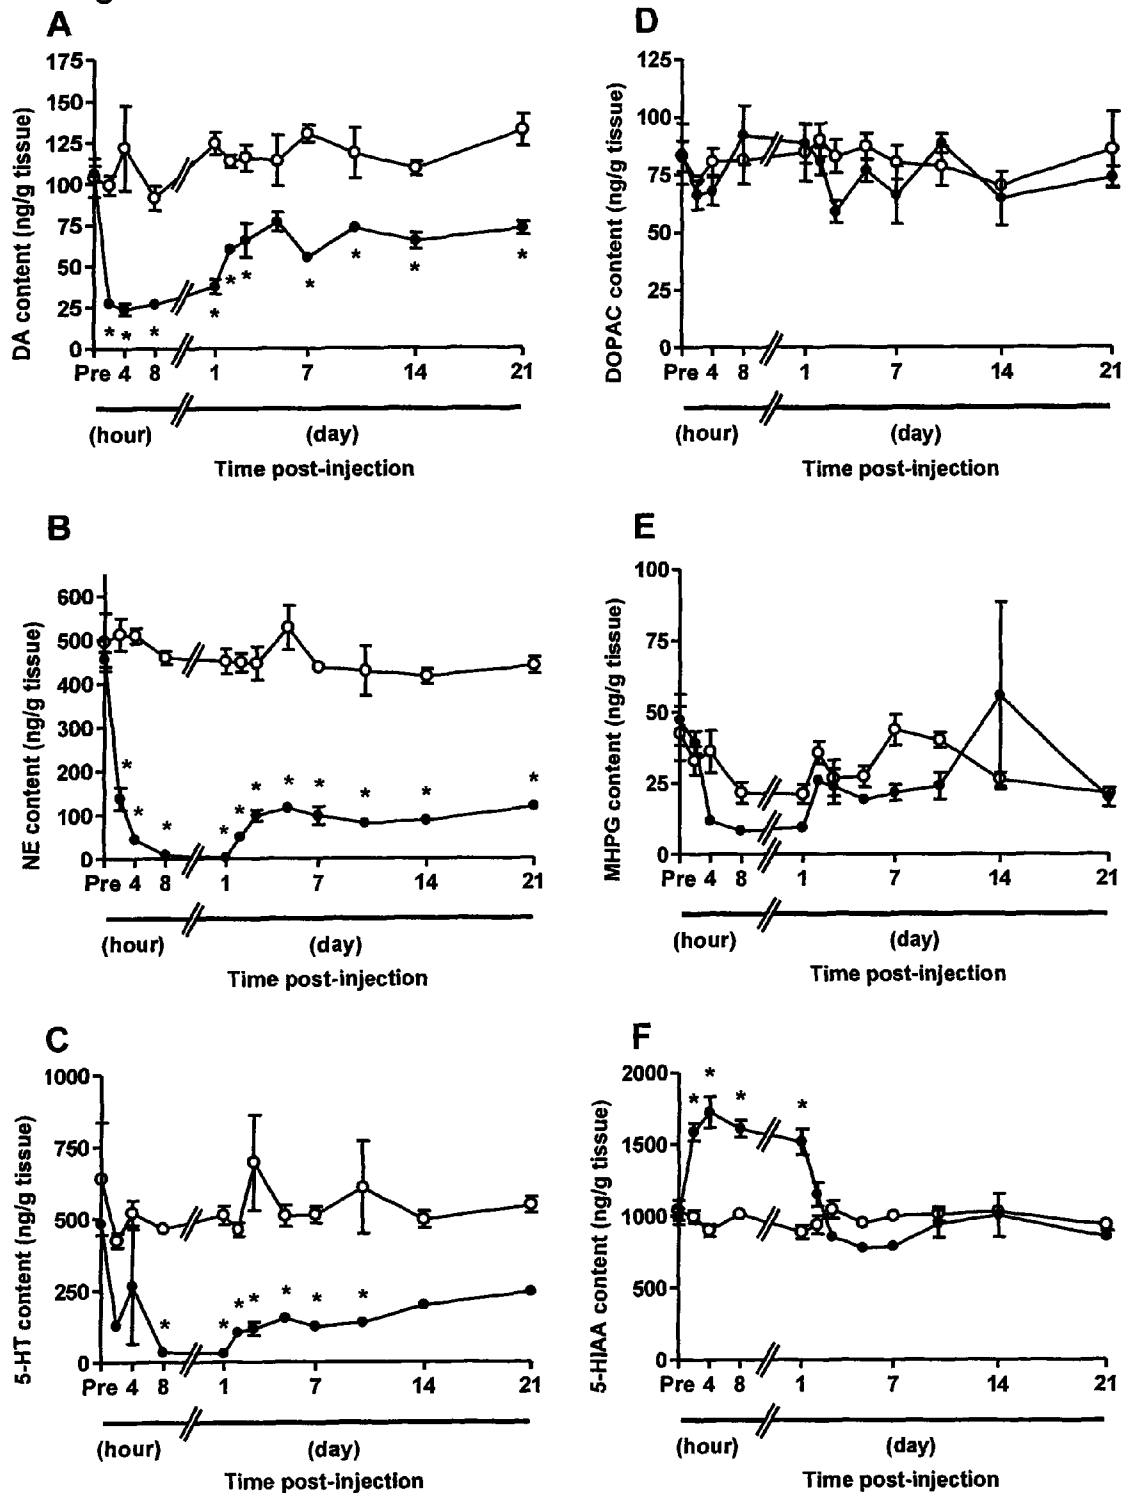 A
DA content (ng/g tissue)
175
150
125
100
75
50
25
0
* * * * * * * * * *
Pre 4 8 1 7 14 21
(hour) (day)
Time post-injection
D
DOPAC content (ng/g tissue)
125
100
75
50
25
0
Pre 4 8 1 7 14 21
(hour) (day)
Time post-injection
B
NE content (ng/g tissue)
600
500
400
300
200
100
0
* * * * * * * * * * *
Pre 4 8 1 7 14 21
(hour) (day)
Time post-injection
E
MHPG content (ng/g tissue)
100
75
50
25
0
Pre 4 8 1 7 14 21
(hour) (day)
Time post-injection
C
5-HT content (ng/g tissue)
1000
750
500
250
0
* * * * * * *
Pre 4 8 1 7 14 21
(hour) (day)
Time post-injection
F
5-HIAA content (ng/g tissue)
2000
1500
1000
500
0
* * * *
Pre 4 8 1 7 14 21
(hour) (day)
Time post-injection